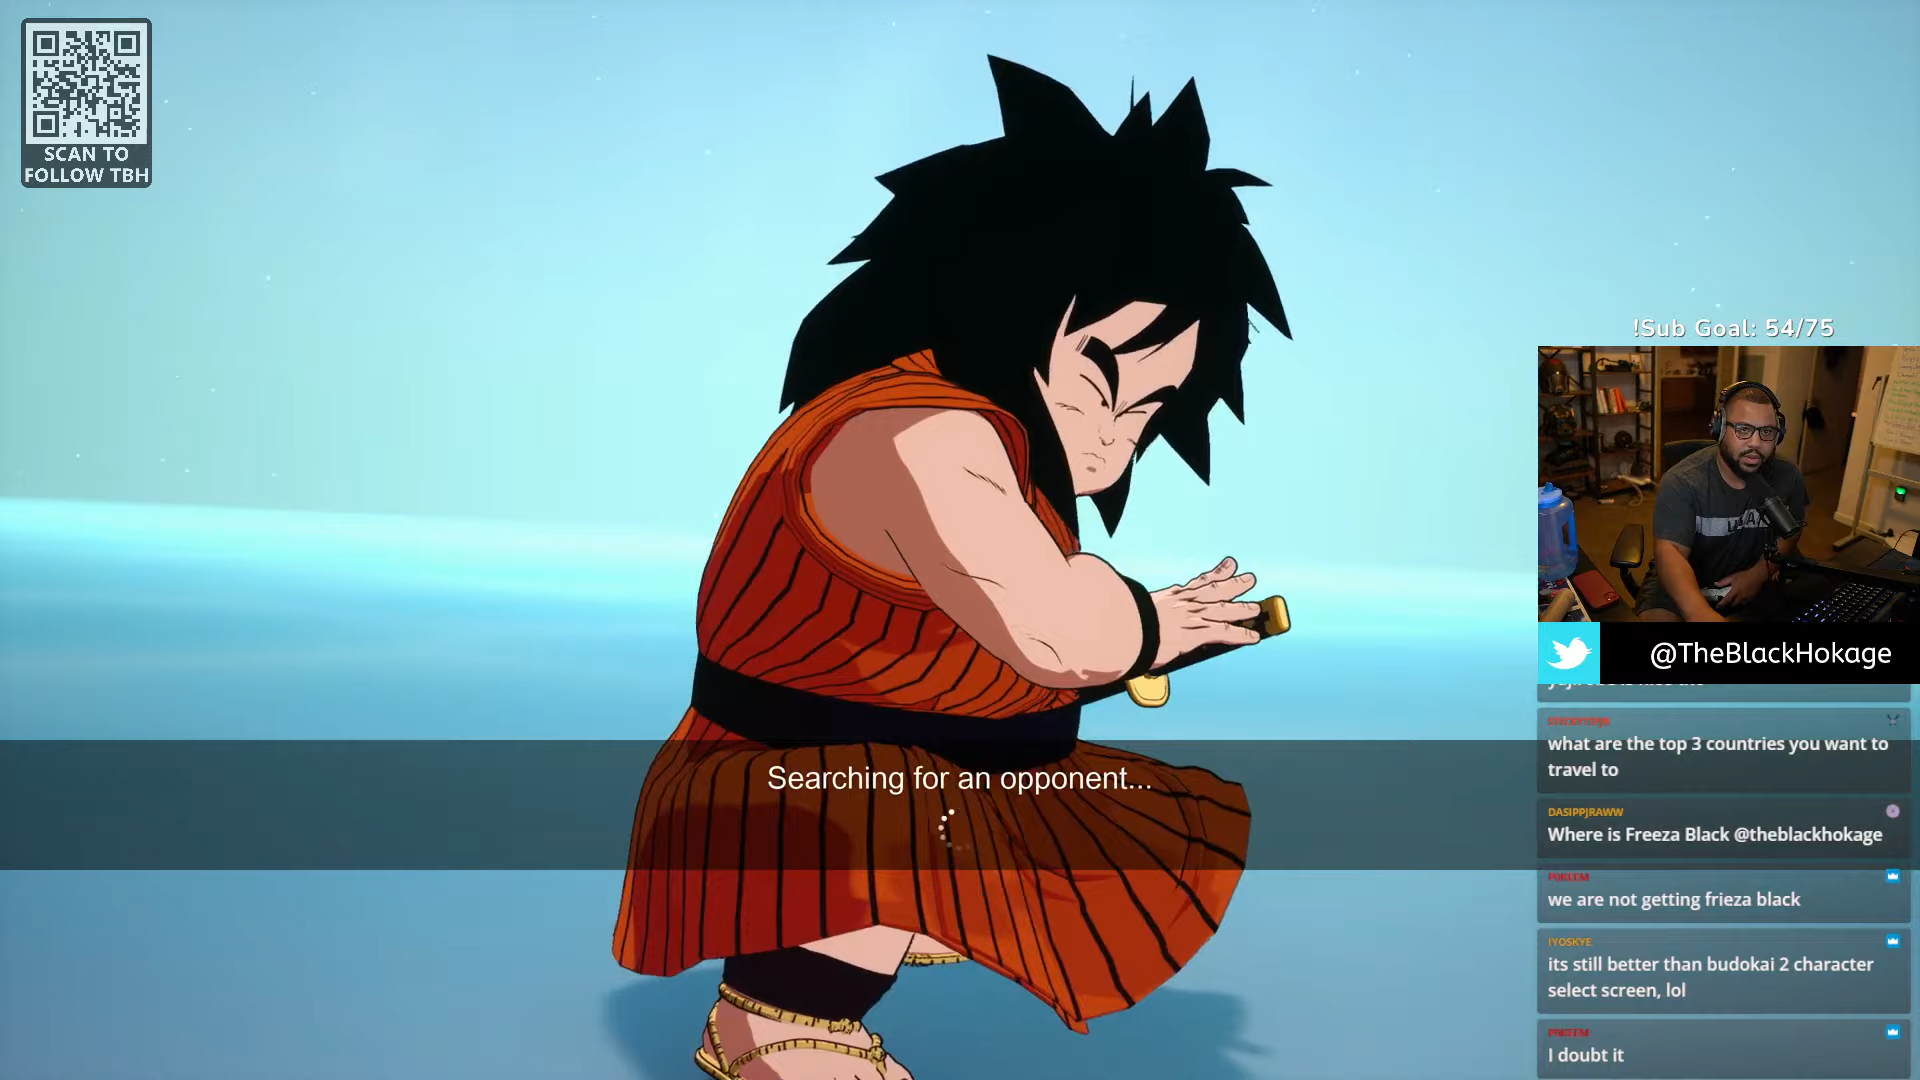 SCAN TO
FOLLOW TBH
!Sub Goal: 54/75
@TheBlackHokage
what are the top 3 countries you want to
travel to
DASIPPJRAWW
Where is Freeza Black @theblackhokage
we are not getting frieza black
IYOSKYE
its still better than budokai 2 character
select screen, lol
I doubt it
Searching for an opponent...